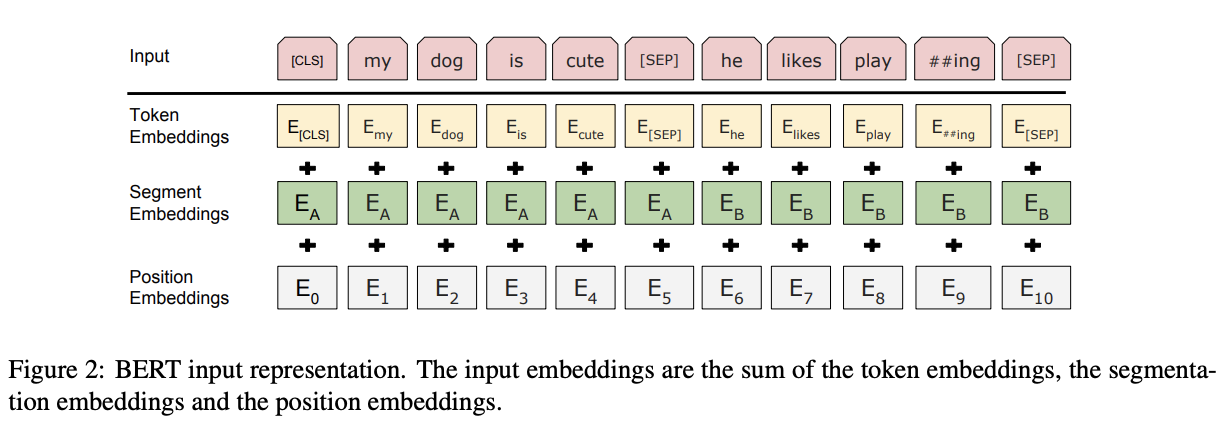 Input [CLS] my dog is cute [SEP] he likes play ##ing [SEP]
Token
Embeddings
E[CLS] Emy Edog Eis Ecute E[SEP] Ehe Elikes Eplay E##ing E[SEP]
+ + + + + + + + + + +
Segment
Embeddings
EA EA EA EA EA EA EB EB EB EB EB
+ + + + + + + + + + +
Position
Embeddings
E0 E1 E2 E3 E4 E5 E6 E7 E8 E9 E10
Figure 2: BERT input representation. The input embeddings are the sum of the token embeddings, the segmenta-
tion embeddings and the position embeddings.